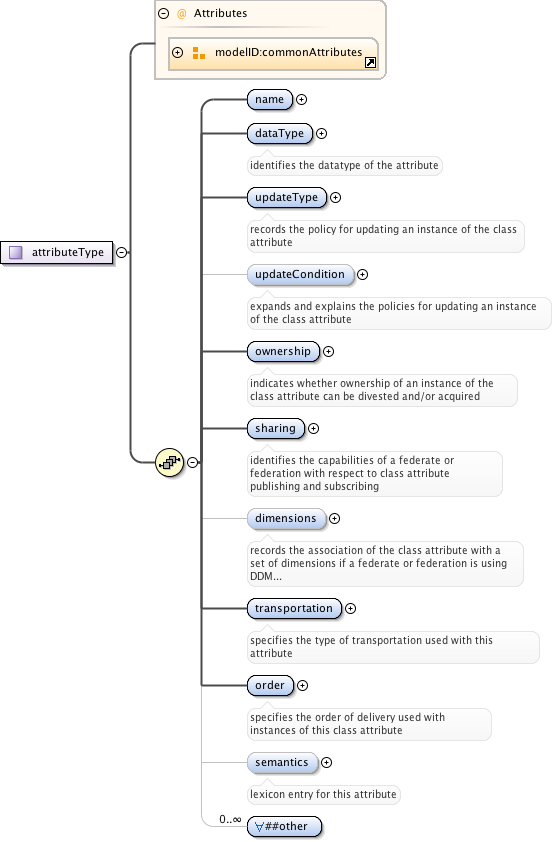 @ Attributes
modelID:commonAttributes
name
dataType
identifies the datatype of the attribute
updateType
records the policy for updating an instance of the class
attribute
attributeType
updateCondition
expands and explains the policies for updating an instance
of the class attribute
ownership
indicates whether ownership of an instance of the
class attribute can be divested and/or acquired
sharing
identifies the capabilities of a federate or
federation with respect to class attribute
publishing and subscribing
dimensions
records the association of the class attribute with a
set of dimensions if a federate or federation is using
DDM...
transportation
specifies the type of transportation used with this
attribute
order
specifies the order of delivery used with
instances of this class attribute
semantics
lexicon entry for this attribute
0..∞
∀##other